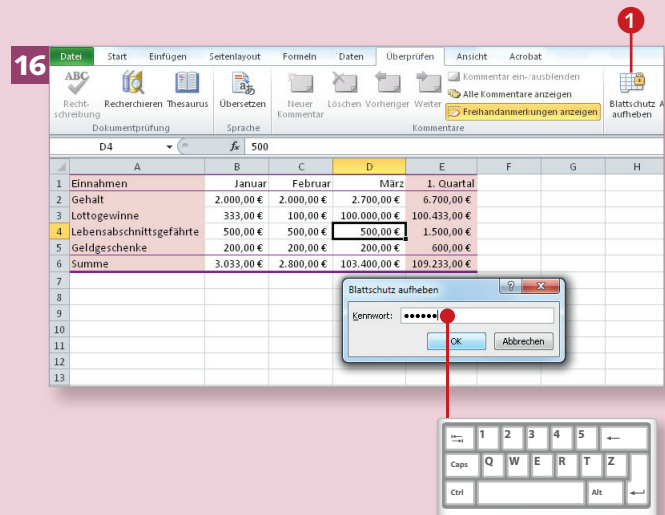 1
16
Datei Start Einfügen Seitenlayout Formeln Daten Überprüfen Ansicht Acrobat
ABC
Recht-
schreibung
Recherchieren Thesaurus
Übersetzen
Neuer
Kommentar
Löschen Vorheriger Weiter
Kommentar ein-/ausblenden
Alle Kommentare anzeigen
Freihandanmerkungen anzeigen
Blattschutz A
aufheben
Dokumentprüfung Sprache Kommentare
D4 fx 500
A B C D E F G H
1 Einnahmen Januar Februar März 1. Quartal
2 Gehalt 2.000,00 € 2.000,00 € 2.700,00 € 6.700,00 €
3 Lottogewinne 333,00 € 100,00 € 100.000,00 € 100.433,00 €
4 Lebensabschnittsgefährte 500,00 € 500,00 € 500,00 € 1.500,00 €
5 Geldgeschenke 200,00 € 200,00 € 200,00 € 600,00 €
6 Summe 3.033,00 € 2.800,00 € 103.400,00 € 109.233,00 €
7
8
9
10
11
12
13
Blattschutz aufheben
Kennwort: ••••••
OK Abbrechen
1 2 3 4 5
Caps Q W E R T Z
Ctrl Alt